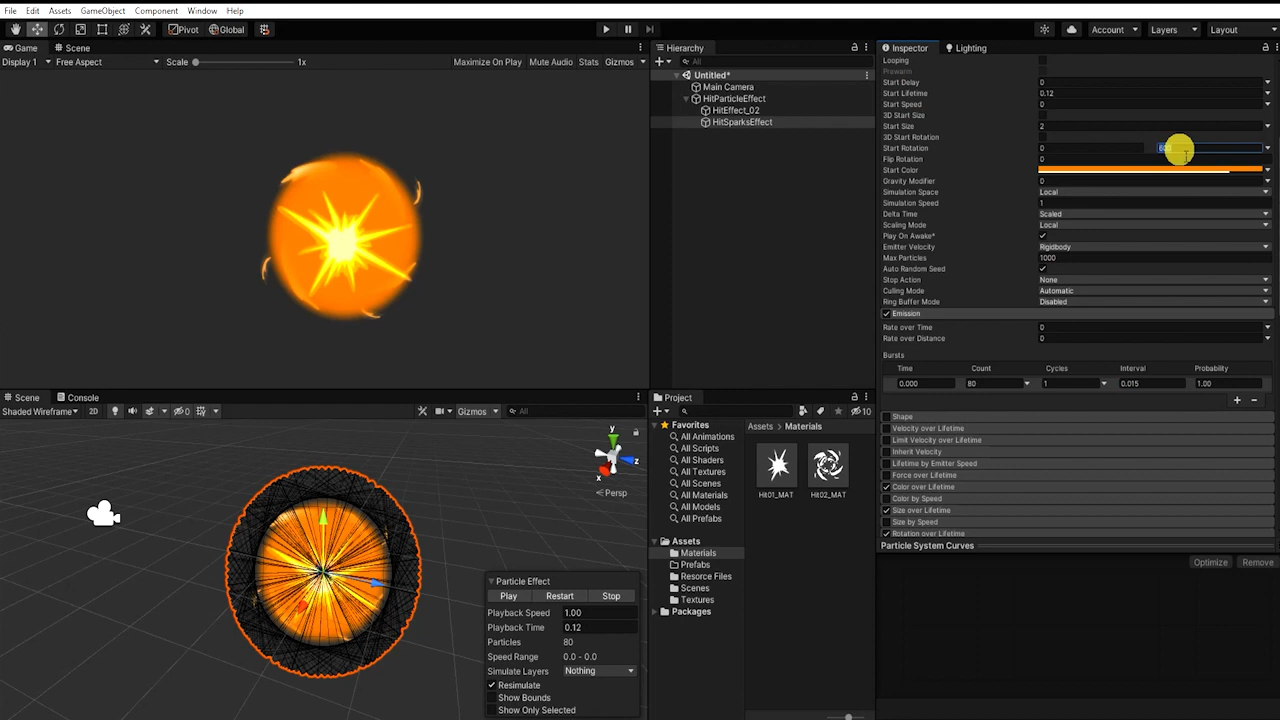 File Edit Assets GameObject Component Window Help
Pivot Global Account Layers Layout
Game Scene
Display 1 Free Aspect Scale 1x Maximize On Play Mute Audio Stats Gizmos
Hierarchy
All
Untitled*
Main Camera
HitParticleEffect
HitEffect_02
HitSparksEffect
Inspector Lighting
Looping
Prewarm
Start Delay 0
Start Lifetime 0.12
Start Speed 0
3D Start Size
Start Size 2
3D Start Rotation
Start Rotation 0
Flip Rotation 0
Start Color
Gravity Modifier 0
Simulation Space Local
Simulation Speed 1
Delta Time Scaled
Scaling Mode Local
Play On Awake*
Emitter Velocity Rigidbody
Max Particles 1000
Auto Random Seed
Stop Action None
Culling Mode Automatic
Ring Buffer Mode Disabled
Emission
Rate over Time 0
Rate over Distance 0
Bursts
Time Count Cycles Interval Probability
0.000 80 1 0.015 1.00
Shape
Velocity over Lifetime
Limit Velocity over Lifetime
Inherit Velocity
Lifetime by Emitter Speed
Force over Lifetime
Color over Lifetime
Color by Speed
Size over Lifetime
Size by Speed
Rotation over Lifetime
Particle System Curves
Optimize Remove
Scene Console
Shaded Wireframe 2D 0 Gizmos All
y
z
x
Persp
Particle Effect
Play Restart Stop
Playback Speed 1.00
Playback Time 0.12
Particles 80
Speed Range 0.0 - 0.0
Simulate Layers Nothing
Resimulate
Show Bounds
Show Only Selected
Project
10
Favorites
All Animations
All Scripts
All Shaders
All Textures
All Scenes
All Materials
All Models
All Prefabs
Assets
Materials
Prefabs
Resorce Files
Scenes
Textures
Packages
Assets > Materials
Hit01_MAT Hit02_MAT